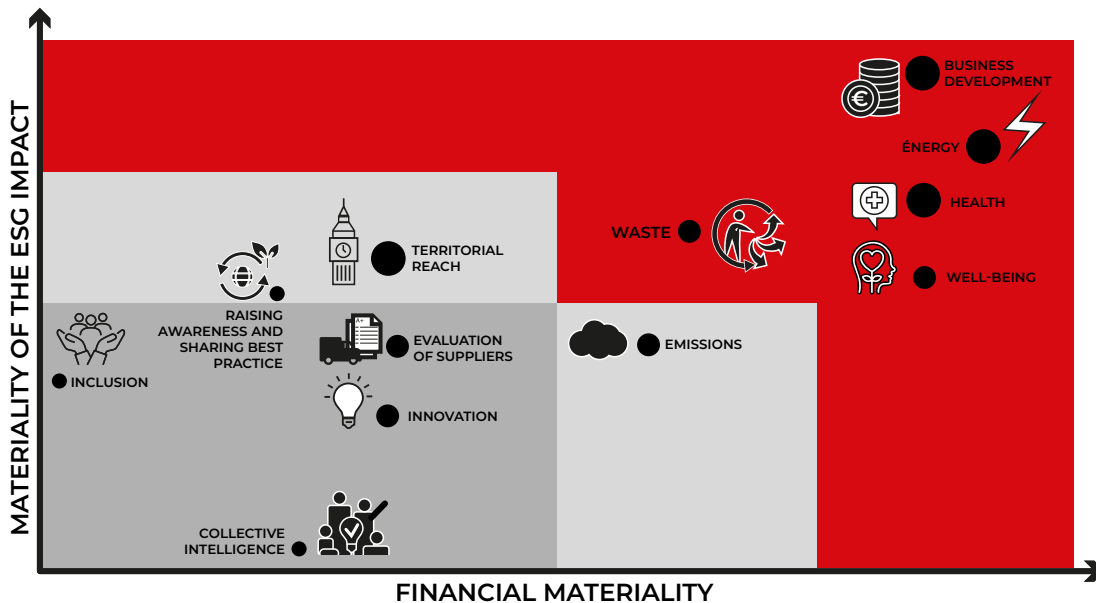 MATERIALITY OF THE ESG IMPACT
BUSINESS
DEVELOPMENT
ÉNERGY
HEALTH
WASTE
WELL-BEING
TERRITORIAL
REACH
RAISING
AWARENESS AND
SHARING BEST
PRACTICE
A+
EVALUATION
OF SUPPLIERS
EMISSIONS
INCLUSION
INNOVATION
COLLECTIVE
INTELLIGENCE
FINANCIAL MATERIALITY